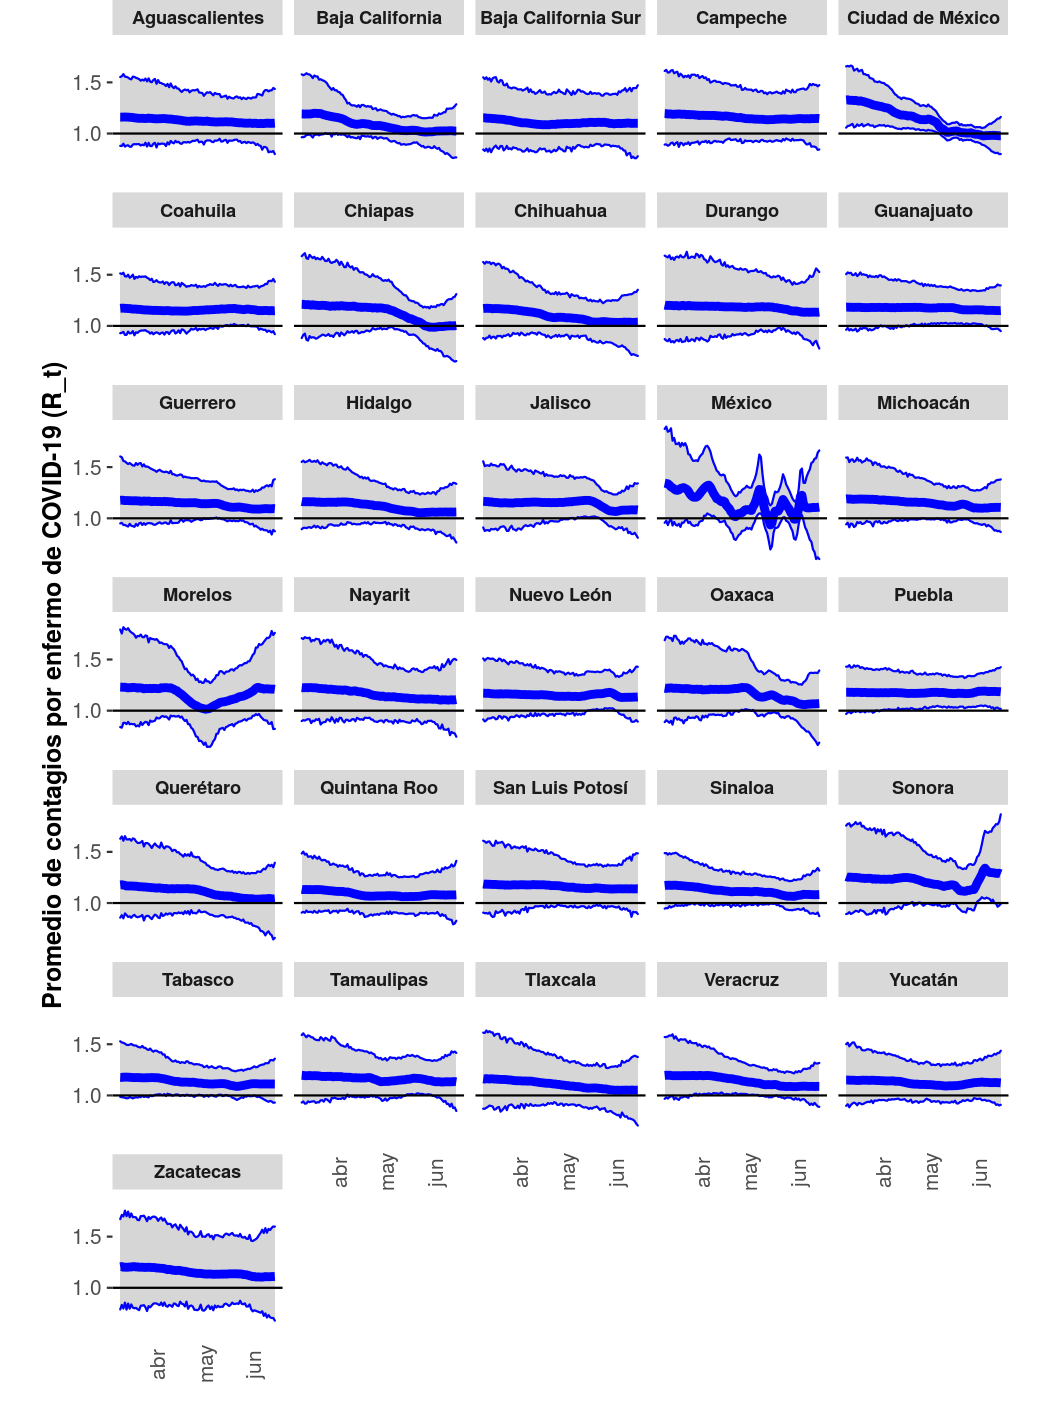 Aguascalientes Baja California Baja California Sur Campeche Ciudad de México
1.5
1.0
Coahuila Chiapas Chihuahua Durango Guanajuato
1.5
1.0
Guerrero Hidalgo Jalisco México Michoacán
1.5
1.0
Morelos Nayarit Nuevo León Oaxaca Puebla
1.5
1.0
Querétaro Quintana Roo San Luis Potosí Sinaloa Sonora
1.5
1.0
Tabasco Tamaulipas Tlaxcala Veracruz Yucatán
1.5
1.0
abr may jun abr may jun abr may jun abr may jun
Zacatecas
1.5
1.0
abr may jun
Promedio de contagios por enfermo de COVID-19 (R_t)